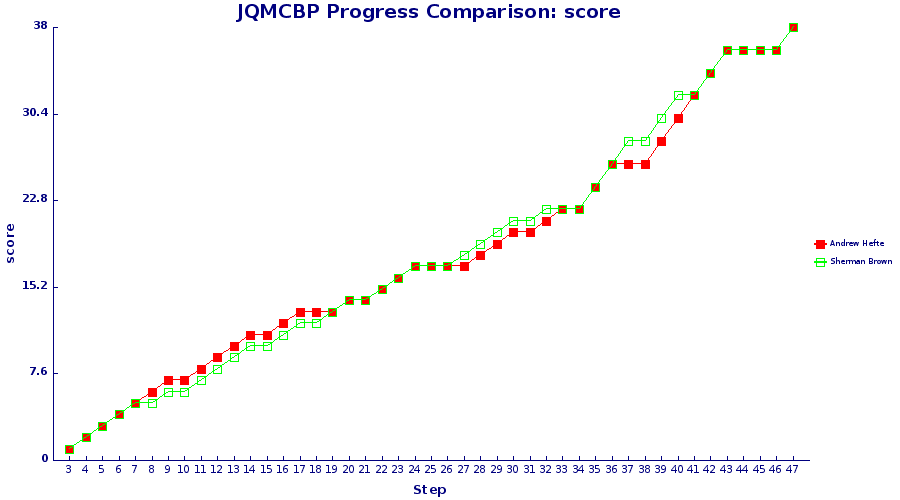 JQMCBP Progress Comparison: score
38
30.4
22.8
15.2
7.6
0
score
3 4 5 6 7 8 9 10 11 12 13 14 15 16 17 18 19 20 21 22 23 24 25 26 27 28 29 30 31 32 33 34 35 36 37 38 39 40 41 42 43 44 45 46 47
Step
Andrew Hefte
Sherman Brown